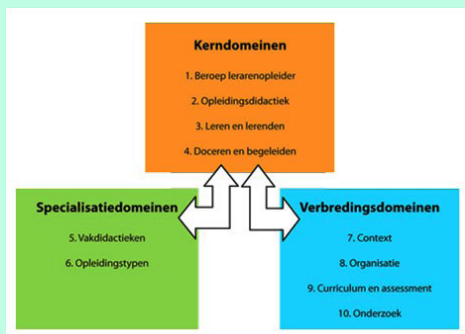 Kerndomeinen
1. Beroep lerarenopleider
2. Opleidingsdidactiek
3. Leren en lerenden
4. Doceren en begeleiden
Specialisatiedomeinen
5. Vakdidactieken
6. Opleidingstypen
Verbredingsdomeinen
7. Context
8. Organisatie
9. Curriculum en assessment
10. Onderzoek